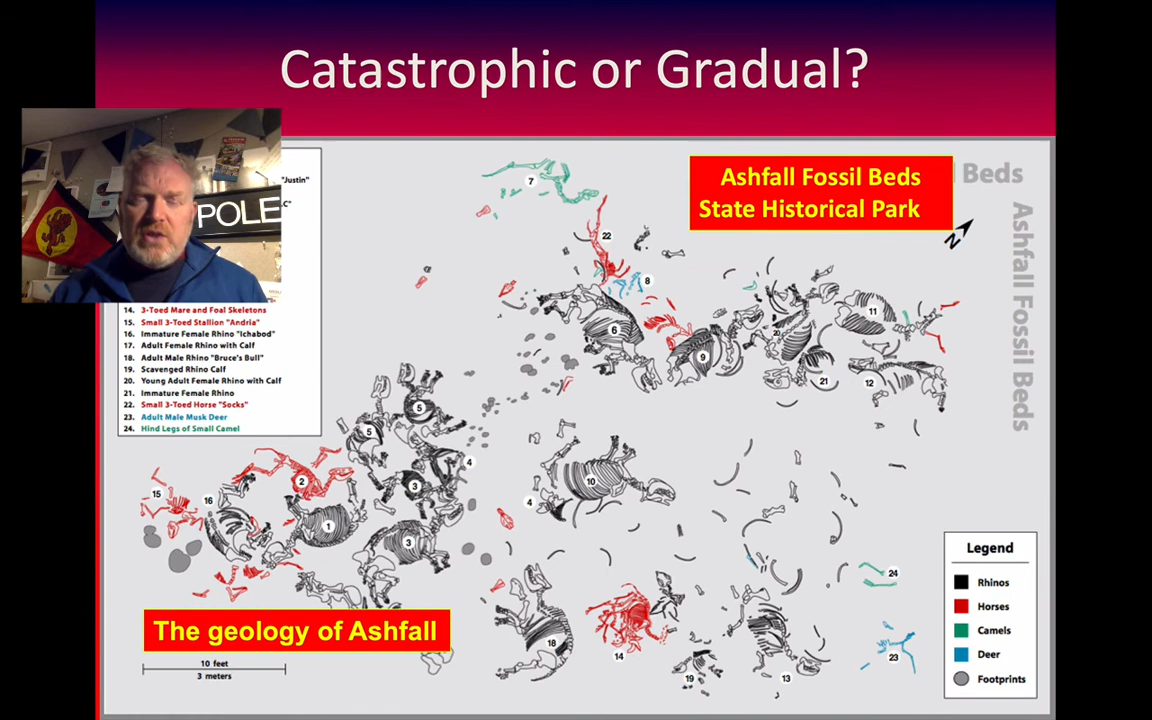 Catastrophic or Gradual?
"Justin"
C"
POLE
Ashfall Fossil Beds
State Historical Park
Beds
Ashfall Fossil Beds
N
14. 3-Toed Mare and Foal Skeletons
15. Small 3-Toed Stallion "Andria"
16. Immature Female Rhino "Ichabod"
17. Adult Female Rhino with Calf
18. Adult Male Rhino "Bruce's Bull"
19. Scavenged Rhino Calf
20. Young Adult Female Rhino with Calf
21. Immature Female Rhino
22. Small 3-Toed Horse "Socks"
23. Adult Male Musk Deer
24. Hind Legs of Small Camel
7
22
8
6
11
20
9
21
12
5
5
4
3
2
15
16
1
3
10
4
24
18
14
19
13
23
The geology of Ashfall
10 feet
3 meters
Legend
Rhinos
Horses
Camels
Deer
Footprints